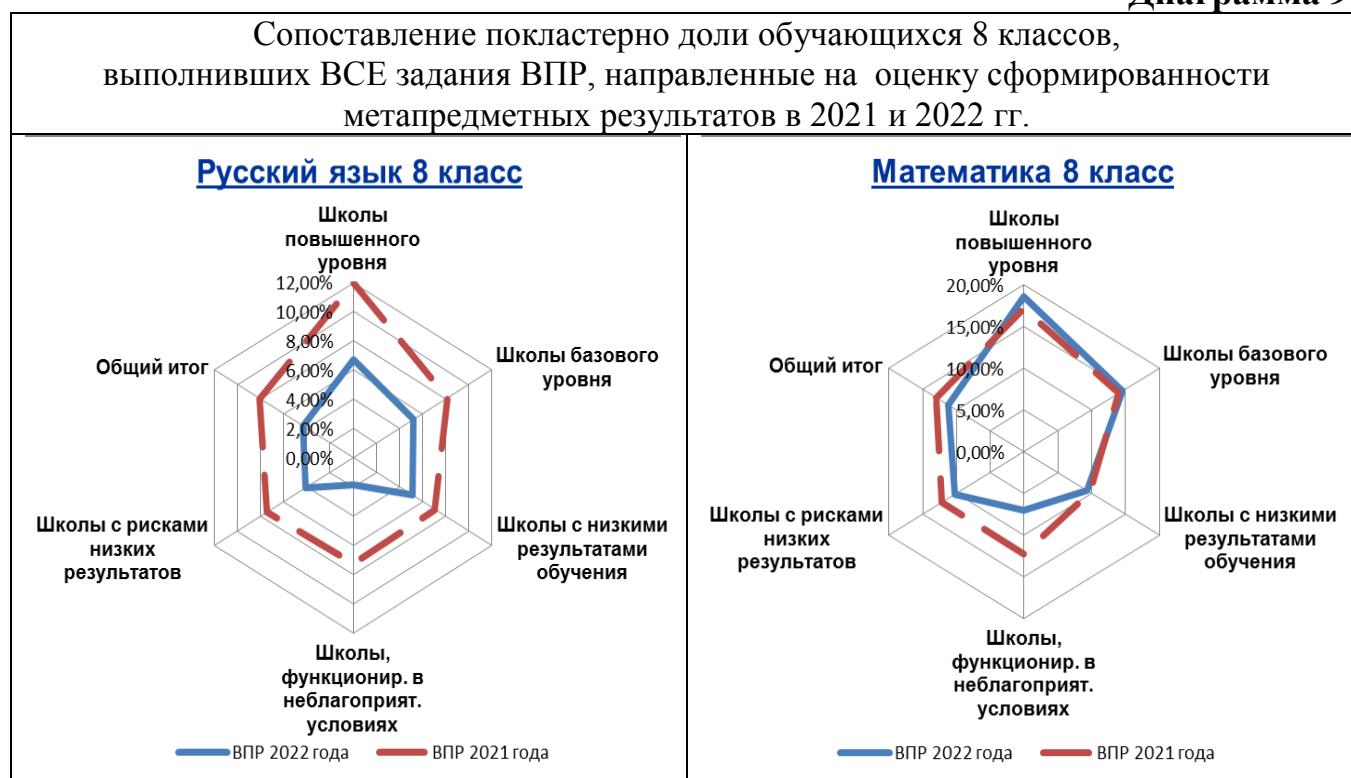 Диаграмма 9
Сопоставление покластерно доли обучающихся 8 классов,
выполнивших ВСЕ задания ВПР, направленные на оценку сформированности
метапредметных результатов в 2021 и 2022 гг.
Русский язык 8 класс
Школы
повышенного
уровня
12,00%
10,00%
8,00%
6,00%
4,00%
2,00%
0,00%
Общий итог
Школы базового
уровня
Школы с рисками
низких
результатов
Школы с низкими
результатами
обучения
Школы,
функционир. в
неблагоприят.
условиях
ВПР 2022 года
ВПР 2021 года
Математика 8 класс
Школы
повышенного
уровня
20,00%
15,00%
10,00%
5,00%
0,00%
Общий итог
Школы базового
уровня
Школы с рисками
низких
результатов
Школы с низкими
результатами
обучения
Школы,
функционир. в
неблагоприят.
условиях
ВПР 2022 года
ВПР 2021 года